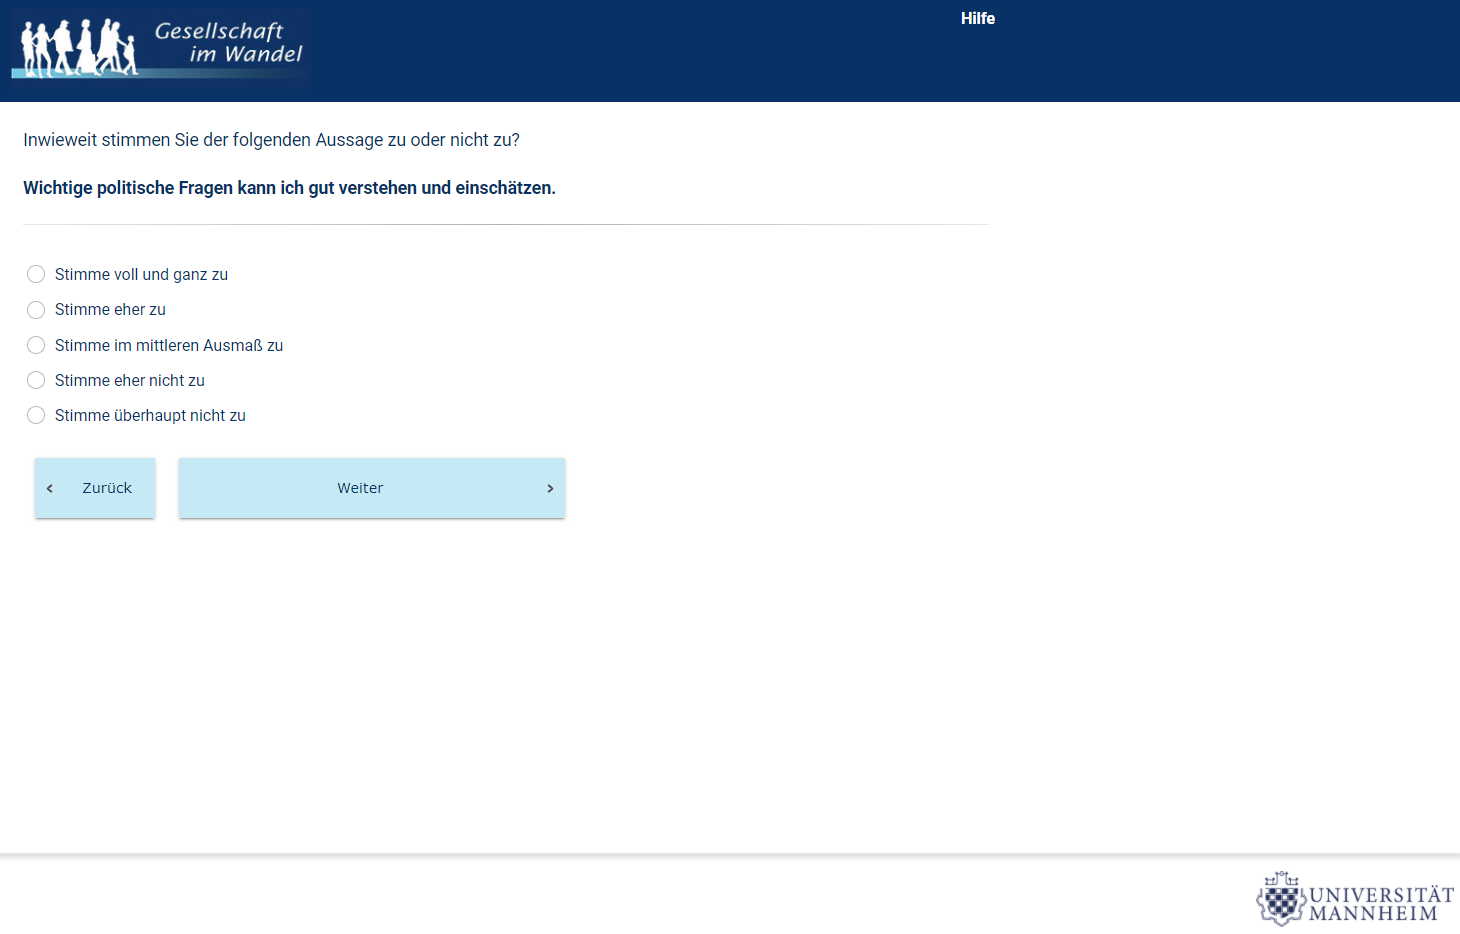 Gesellschaft
im Wandel
Hilfe
Inwieweit stimmen Sie der folgenden Aussage zu oder nicht zu?
Wichtige politische Fragen kann ich gut verstehen und einschätzen.
Stimme voll und ganz zu
Stimme eher zu
Stimme im mittleren Ausmaß zu
Stimme eher nicht zu
Stimme überhaupt nicht zu
Zurück
Weiter
UNIVERSITÄT
MANNHEIM